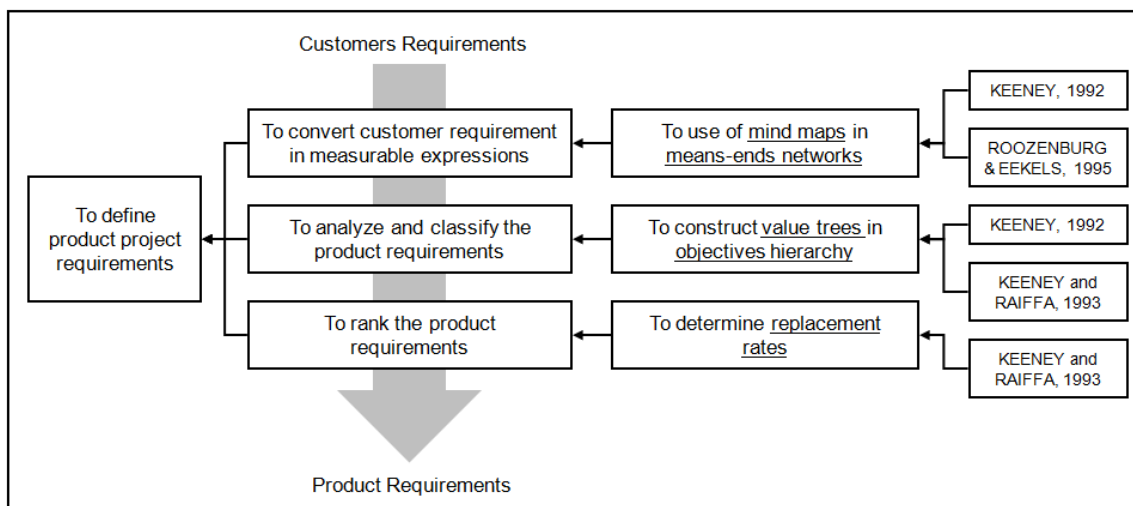 Customers Requirements
To convert customer requirement
in measurable expressions
To use of mind maps in
means-ends networks
KEENEY, 1992
ROOZENBURG
& EEKELS, 1995
To define
product project
requirements
To analyze and classify the
product requirements
To construct value trees in
objectives hierarchy
KEENEY, 1992
KEENEY and
RAIFFA, 1993
To rank the product
requirements
To determine replacement
rates
KEENEY and
RAIFFA, 1993
Product Requirements